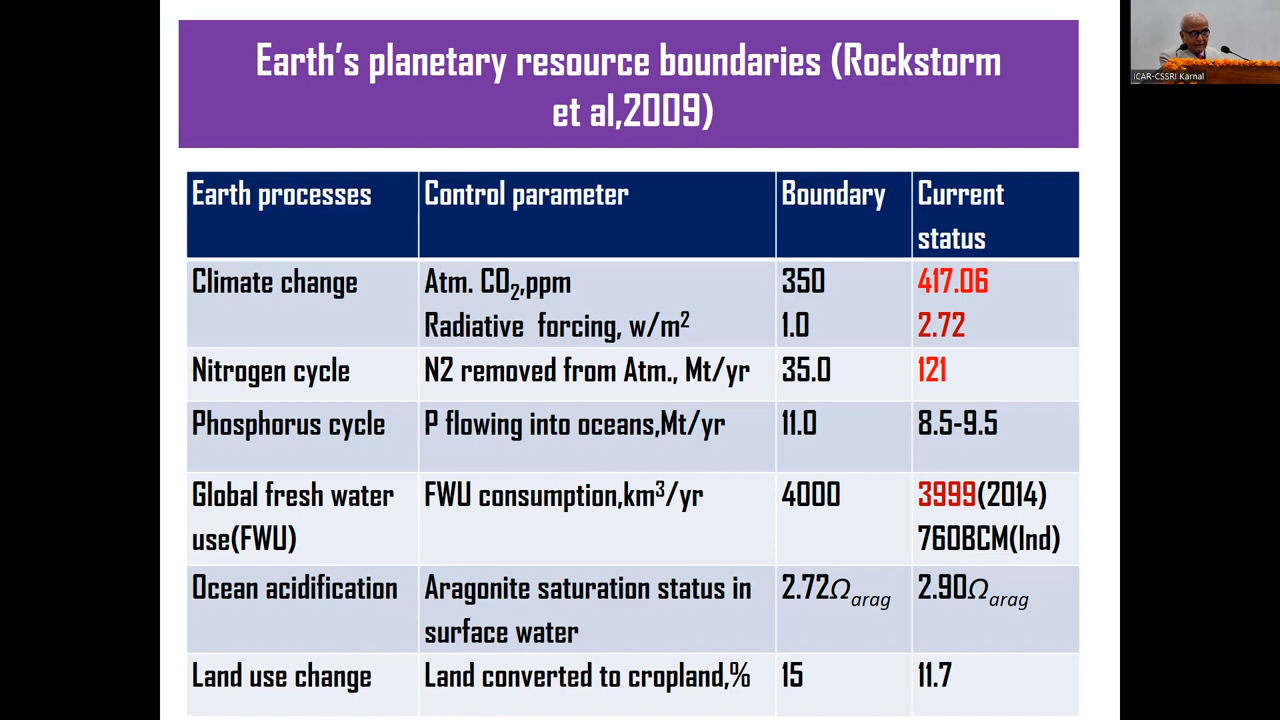 Earth's planetary resource boundaries (Rockstorm
et al,2009)
ICAR-CSSRI Karnal
Earth processes Control parameter Boundary Current
status
Climate change Atm. CO₂,ppm 350 417.06
Radiative forcing, w/m² 1.0 2.72
Nitrogen cycle N2 removed from Atm., Mt/yr 35.0 121
Phosphorus cycle P flowing into oceans,Mt/yr 11.0 8.5-9.5
Global fresh water FWU consumption,km³/yr 4000 3999(2014)
use(FWU) 760BCM(Ind)
Ocean acidification Aragonite saturation status in 2.72Ω arag 2.90Ω arag
surface water
Land use change Land converted to cropland,% 15 11.7